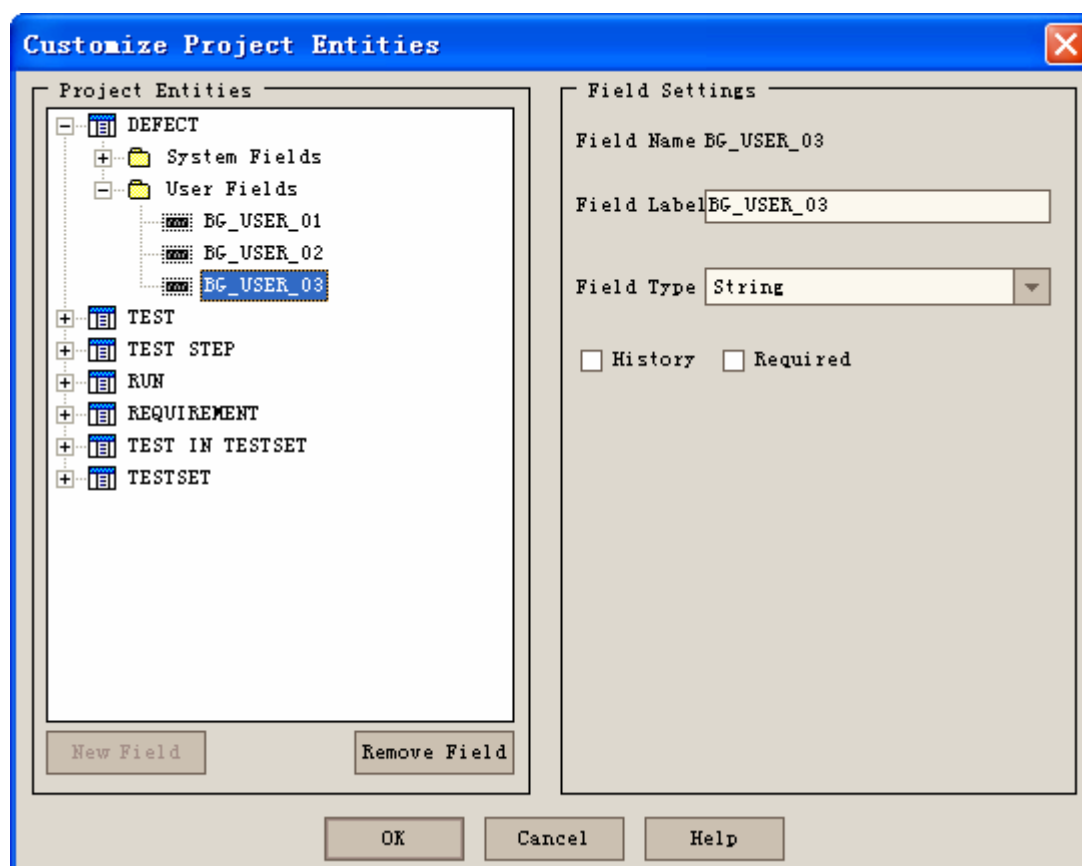 Customize Project Entities
Project Entities
DEFECT
System Fields
User Fields
BG_USER_01
BG_USER_02
BG_USER_03
TEST
TEST STEP
RUN
REQUIREMENT
TEST IN TESTSET
TESTSET
New Field
Remove Field
Field Settings
Field Name BG_USER_03
Field Label BG_USER_03
Field Type String
History Required
OK Cancel Help